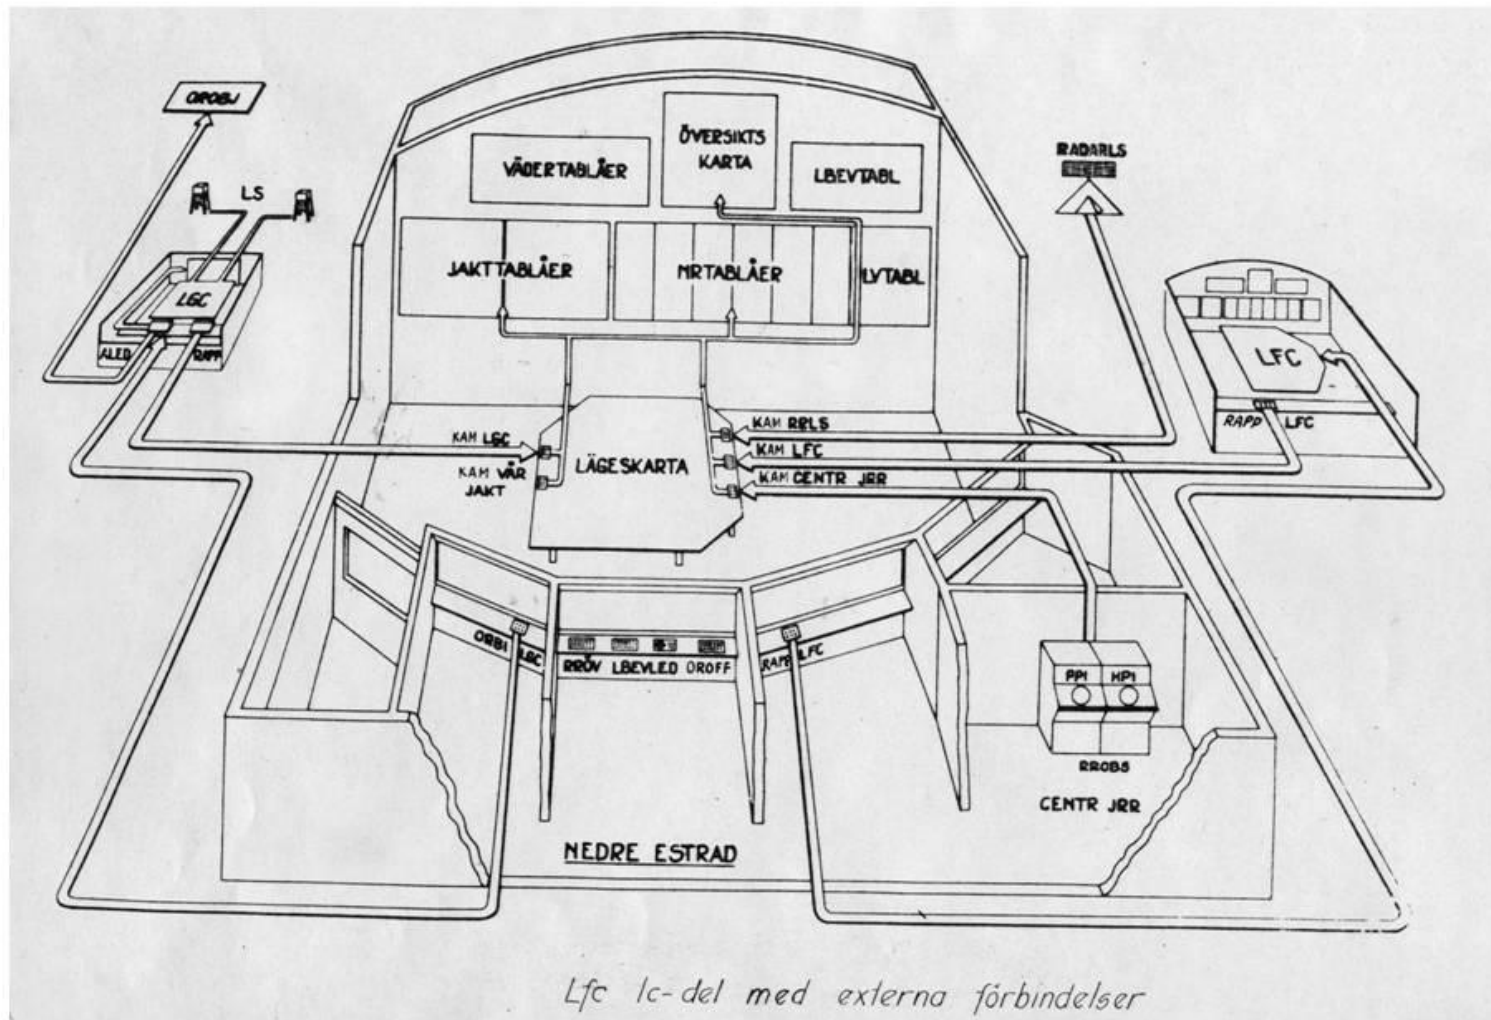 OROBJ
LS
LGC
ALED
RAPP
VÄDERTABLÅER
ÖVERSIKTS
KARTA
LBEVTABL
JAKTTABLÅER
MRTABLÅER
LVTABL
RADARLS
LFC
RAPP LFC
KAM LGC
KAM VÅR
JAKT
LÄGESKARTA
KAM RRLS
KAM LFC
KAM CENTR JRR
ORBI LGC
RRÖV LBEVLED OROFF
RAPP LFC
PPI HPI
RROBS
CENTR JRR
NEDRE ESTRAD
Lfc lc-del med externa förbindelser